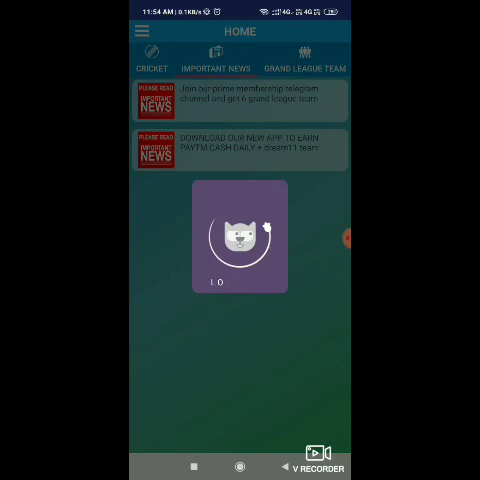 11:54 AM | 0.1KB/s
4G 4G
HOME
CRICKET
IMPORTANT NEWS
GRAND LEAGUE TEAM
PLEASE READ
IMPORTANT
NEWS
Join our prime membership telegram
channel and get 6 grand league team
PLEASE READ
IMPORTANT
NEWS
DOWNLOAD OUR NEW APP TO EARN
PAYTM CASH DAILY + dream11 team
L O
V RECORDER